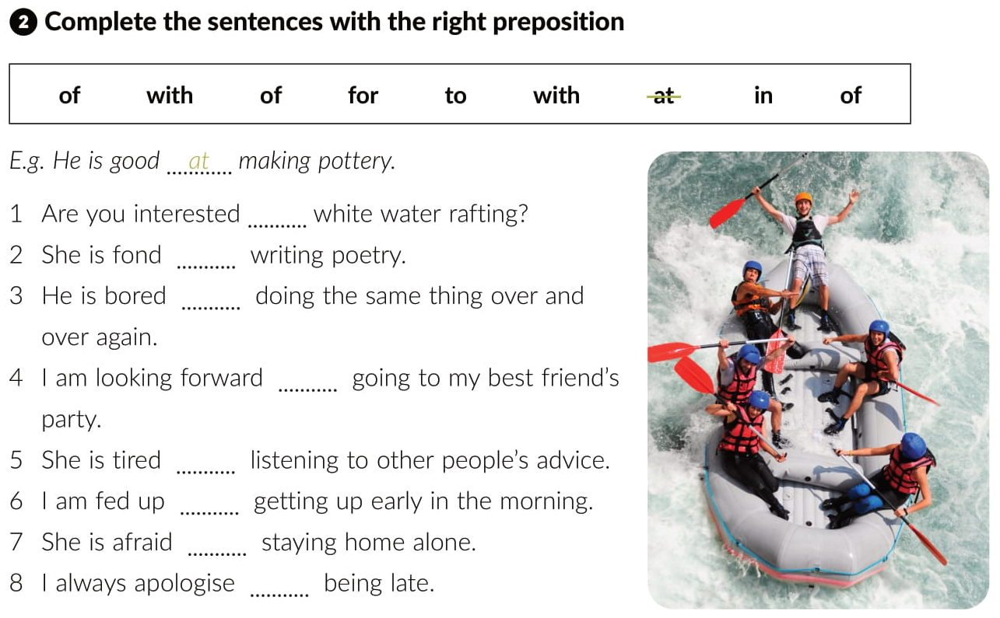 2 Complete the sentences with the right preposition
of with of for to with at in of
E.g. He is good ............ at making pottery.
1 Are you interested ........... white water rafting?
2 She is fond ........... writing poetry.
3 He is bored ........... doing the same thing over and
over again.
4 I am looking forward ........... going to my best friend's
party.
5 She is tired ........... listening to other people's advice.
6 I am fed up ........... getting up early in the morning.
7 She is afraid ........... staying home alone.
8 I always apologise ........... being late.